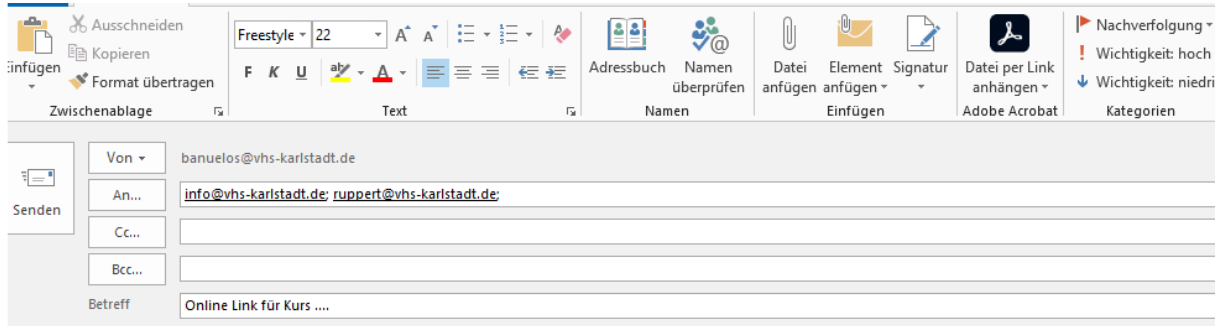 Ausschneiden
Kopieren
Einfügen
Format übertragen
Zwischenablage
Freestyle 22
F K U
Text
Adressbuch
Namen
überprüfen
Namen
Datei
anfügen
Element
anfügen
Signatur
Einfügen
Datei per Link
anhängen
Adobe Acrobat
Nachverfolgung
Wichtigkeit: hoch
Wichtigkeit: niedri
Kategorien
Senden
Von banuelos@vhs-karlstadt.de
An... info@vhs-karlstadt.de; ruppert@vhs-karlstadt.de;
Cc...
Bcc...
Betreff Online Link für Kurs ....